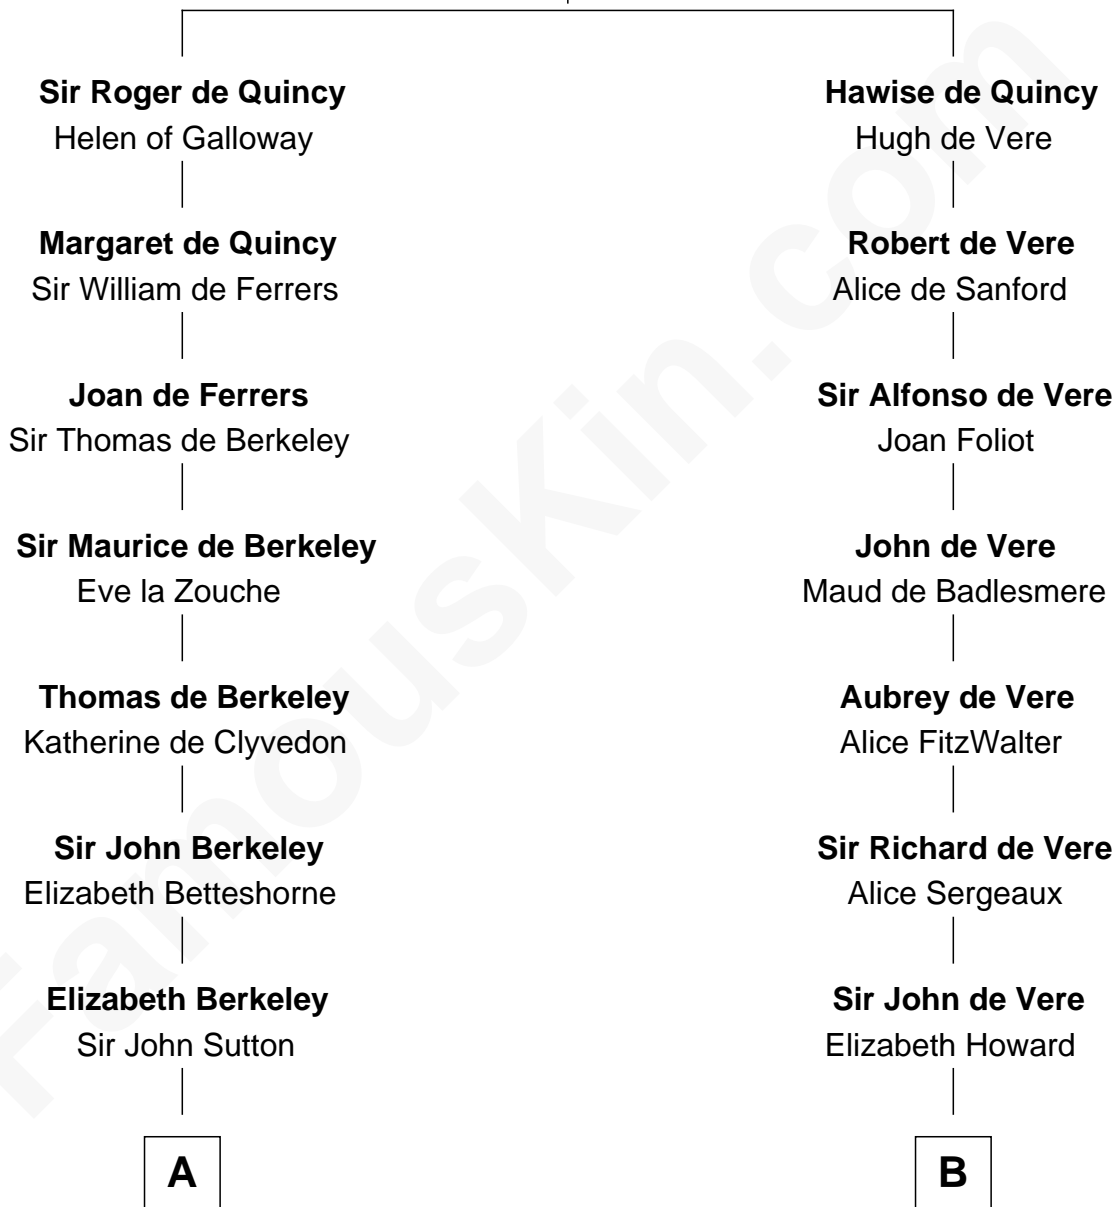 Sir Roger de Quincy
Helen of Galloway
Margaret de Quincy
Sir William de Ferrers
Joan de Ferrers
Sir Thomas de Berkeley
Sir Maurice de Berkeley
Eve la Zouche
Thomas de Berkeley
Katherine de Clyvedon
Sir John Berkeley
Elizabeth Betteshorne
Elizabeth Berkeley
Sir John Sutton
A
Hawise de Quincy
Hugh de Vere
Robert de Vere
Alice de Sanford
Sir Alfonso de Vere
Joan Foliot
John de Vere
Maud de Badlesmere
Aubrey de Vere
Alice FitzWalter
Sir Richard de Vere
Alice Sergeaux
Sir John de Vere
Elizabeth Howard
B
FamousKin.com